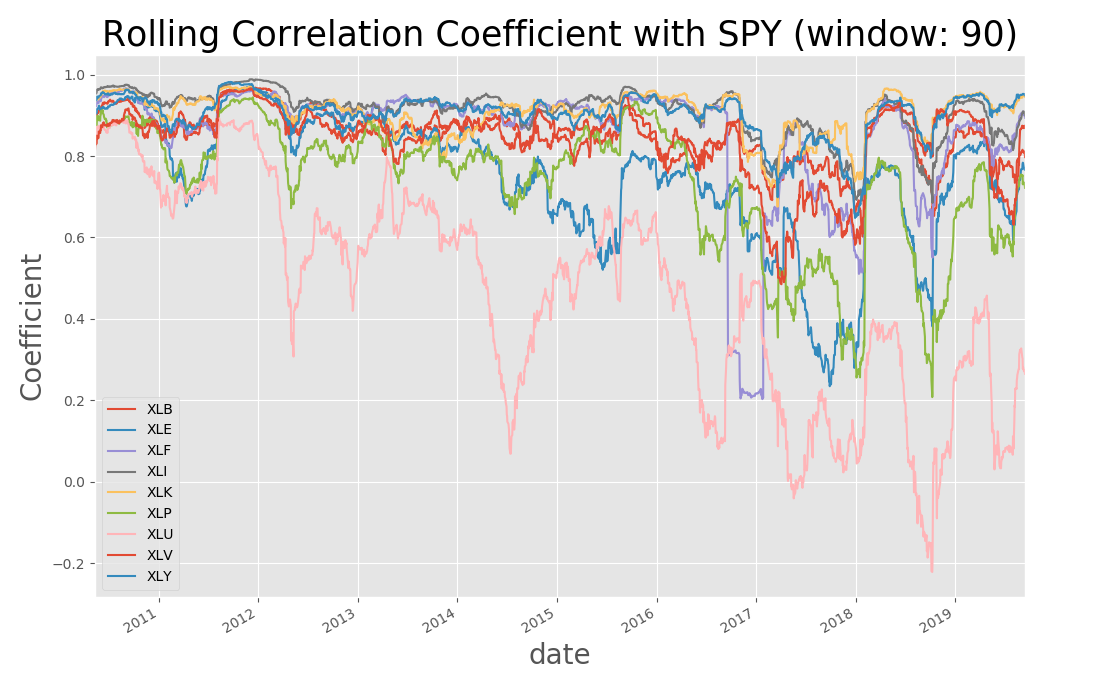 Rolling Correlation Coefficient with SPY (window: 90)
1.0
0.8
0.6
0.4
0.2
0.0
−0.2
Coefficient
XLB
XLE
XLF
XLI
XLK
XLP
XLU
XLV
XLY
2011
2012
2013
2014
2015
2016
2017
2018
2019
date